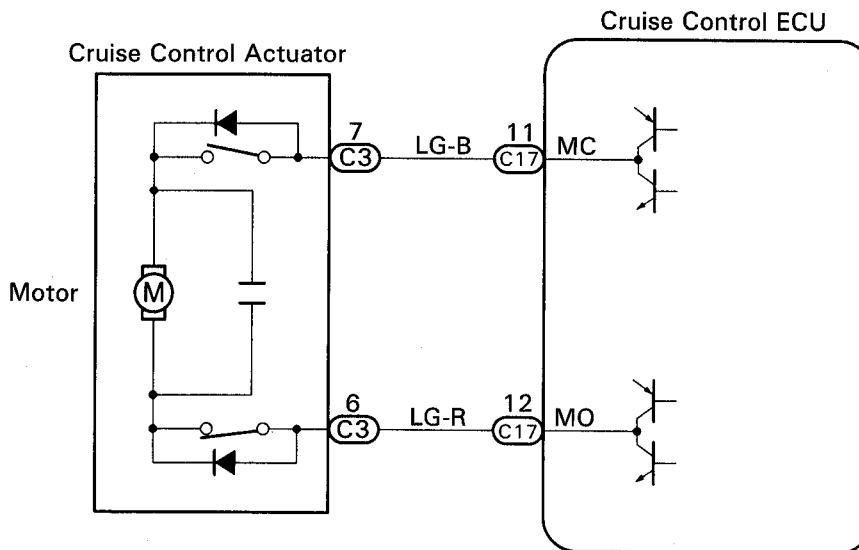 Cruise Control ECU
Cruise Control Actuator
7
C3
LG-B
11
C17
MC
Motor
M
6
C3
LG-R
12
C17
MO